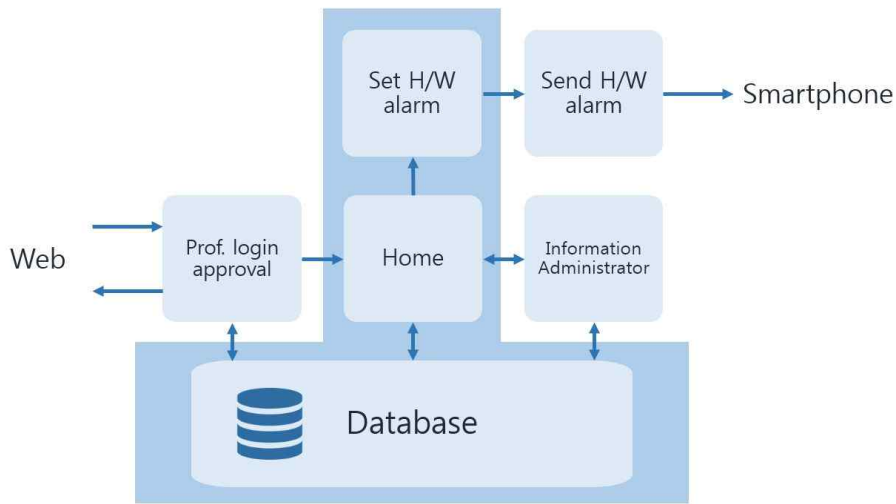 Set H/W
alarm
Send H/W
alarm
Smartphone
Web
Prof. login
approval
Home
Information
Administrator
Database